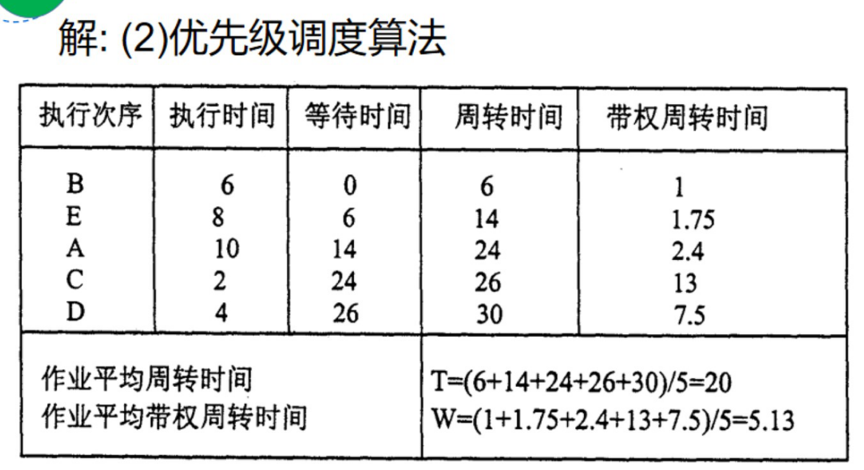 解: (2)优先级调度算法
执行次序 执行时间 等待时间 周转时间 带权周转时间
B 6 0 6 1
E 8 6 14 1.75
A 10 14 24 2.4
C 2 24 26 13
D 4 26 30 7.5
作业平均周转时间 T=(6+14+24+26+30)/5=20
作业平均带权周转时间 W=(1+1.75+2.4+13+7.5)/5=5.13